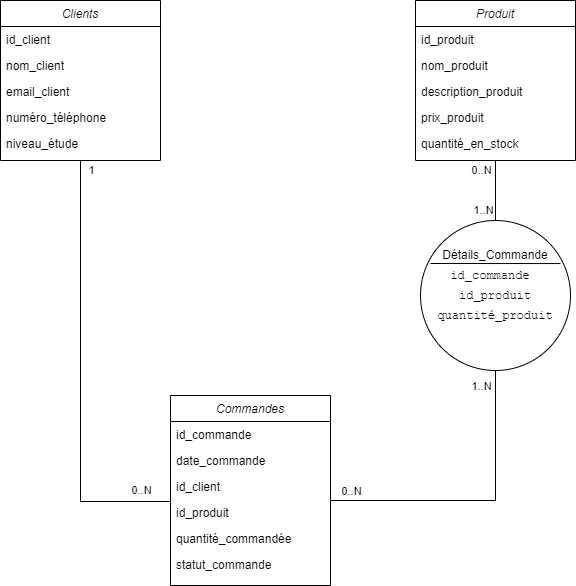 Clients
id_client
nom_client
email_client
numéro_téléphone
niveau_étude
1
Produit
id_produit
nom_produit
description_produit
prix_produit
quantité_en_stock
0..N
1..N
Détails_Commande
id_commande
id_produit
quantité_produit
1..N
Commandes
id_commande
date_commande
id_client
id_produit
quantité_commandée
statut_commande
0..N
0..N